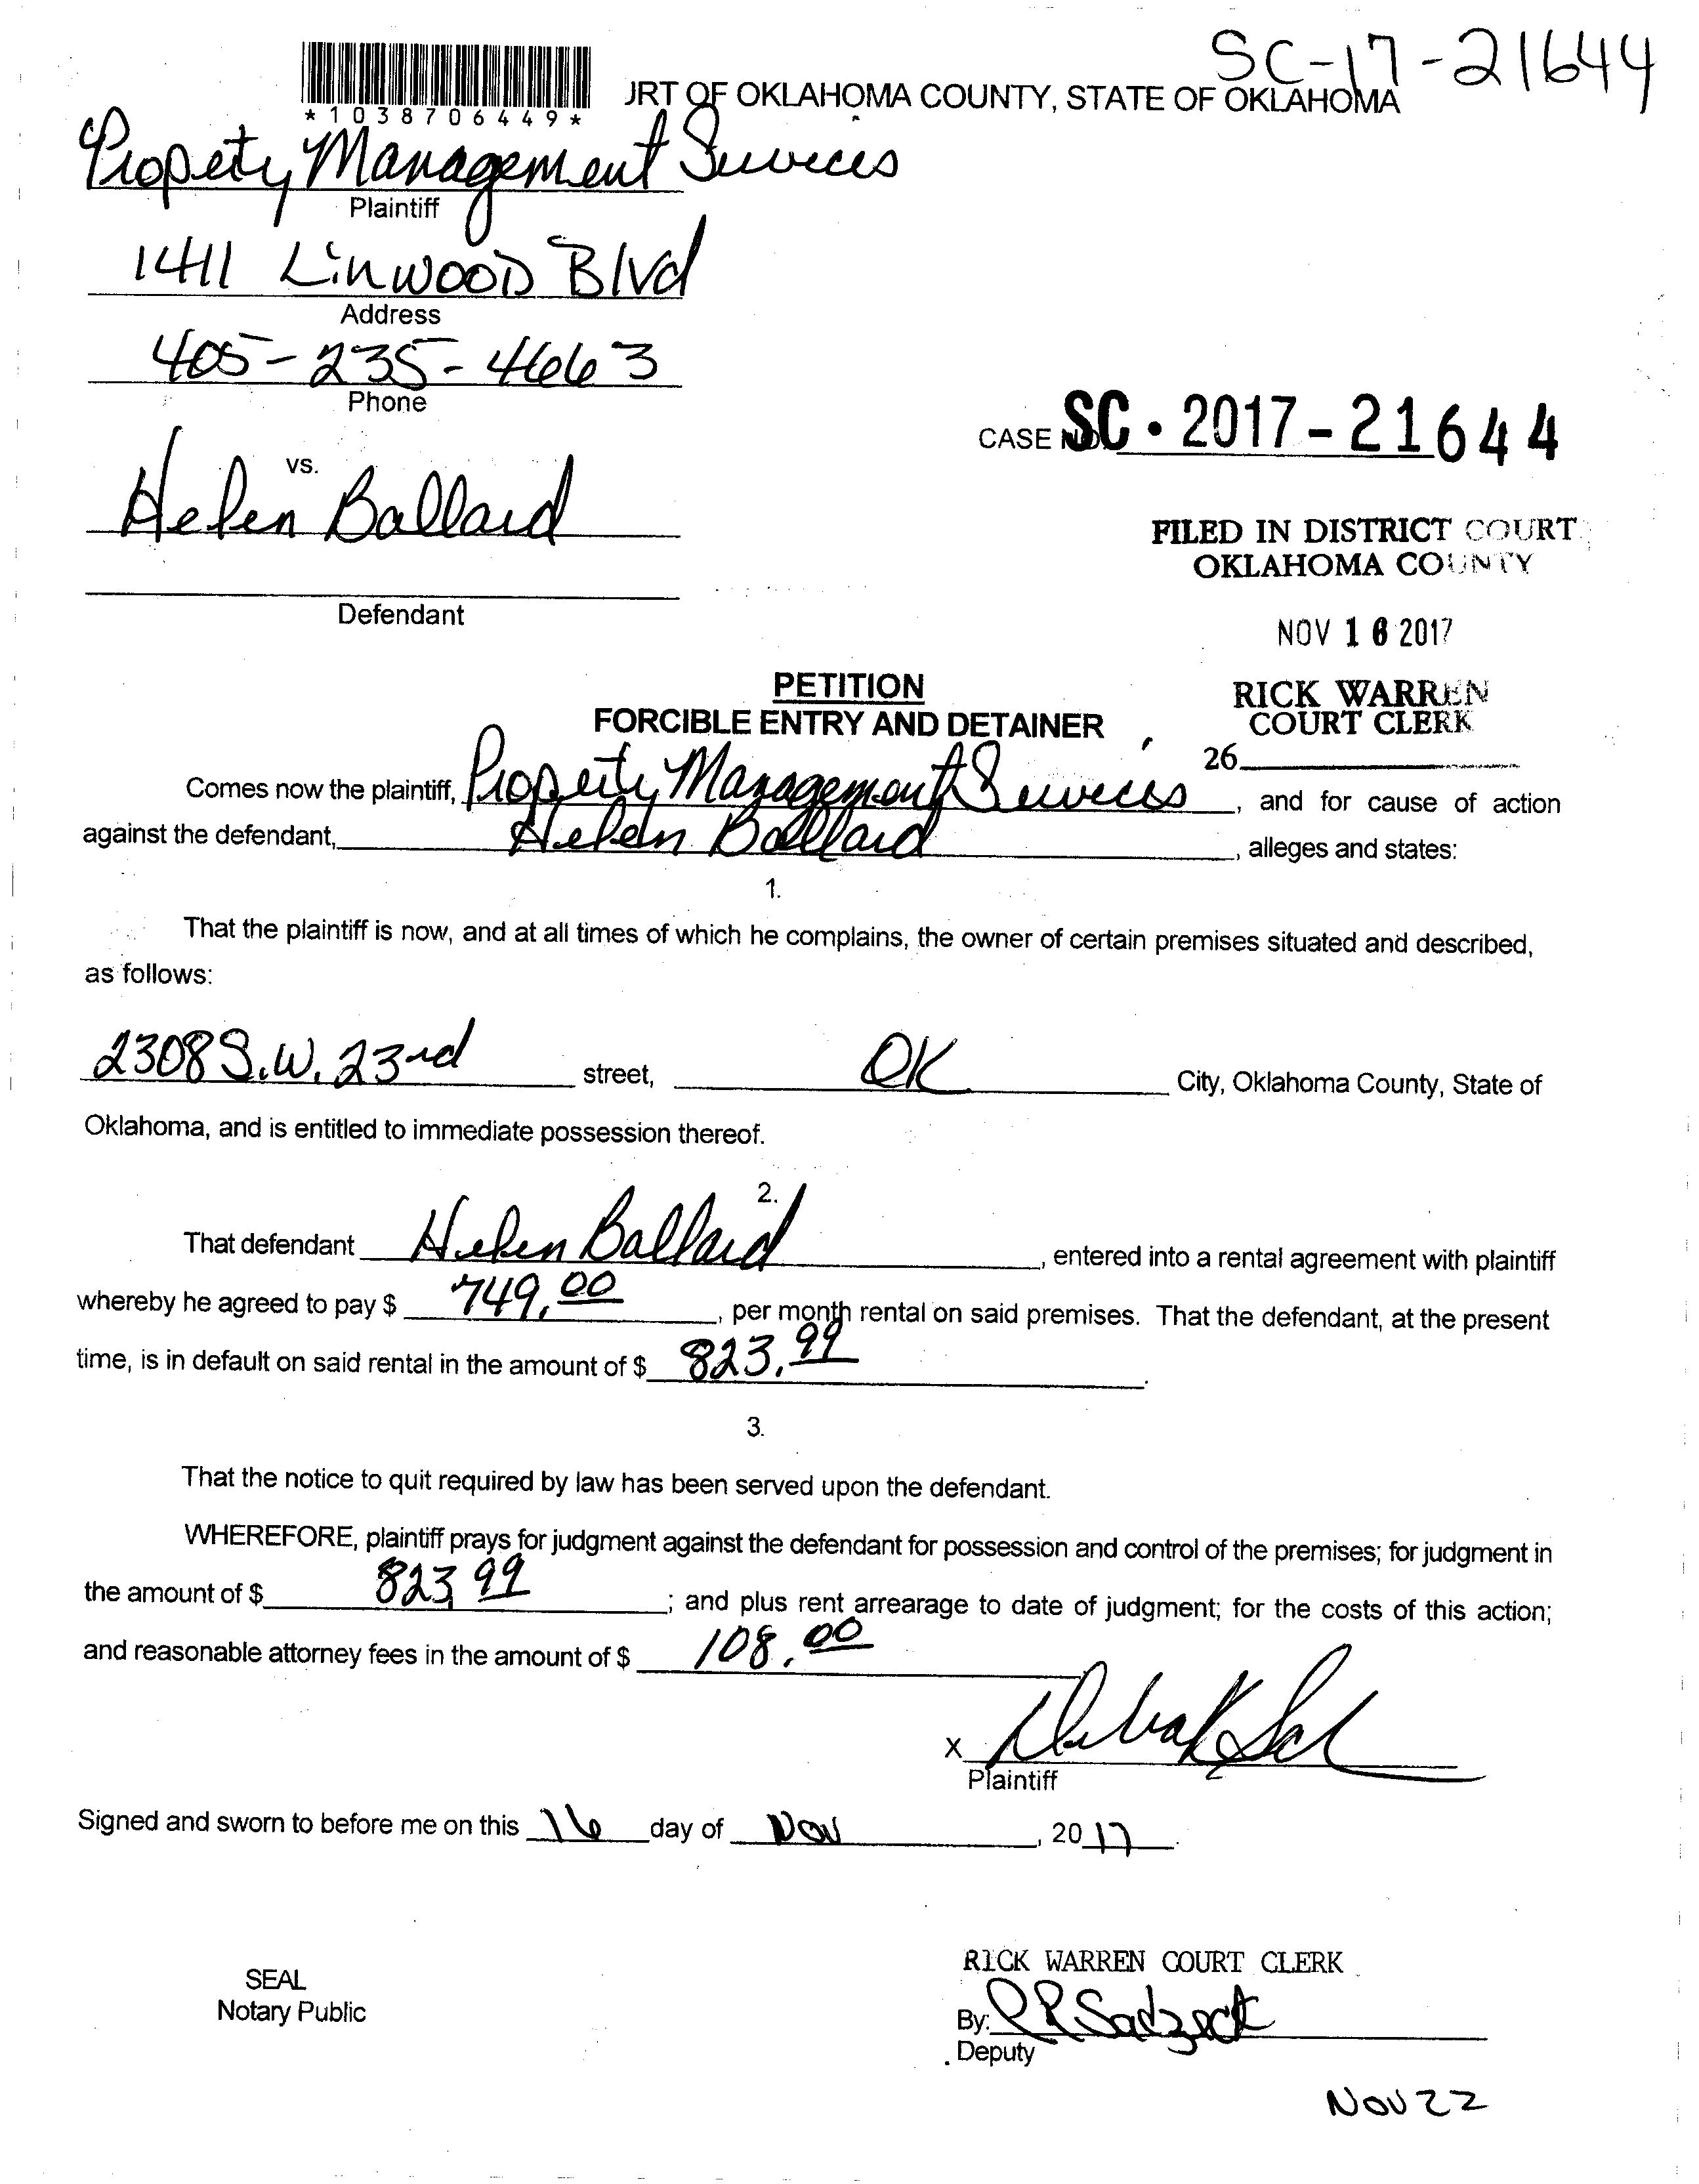 SC-17-21644
*1038706449*
JRT OF OKLAHOMA COUNTY, STATE OF OKLAHOMA
Propety Management Services
Plaintiff
1411 Linwood Blvd
Address
405-235-4663
Phone
CASE NO. SC - 2017-21644
vs.
Helen Ballard
FILED IN DISTRICT COURT
OKLAHOMA COUNTY
Defendant
NOV 16 2017
PETITION
FORCIBLE ENTRY AND DETAINER
RICK WARREN
COURT CLERK
26
Comes now the plaintiff, Property Management Services, and for cause of action
against the defendant, Helen Ballard, alleges and states:
1.
That the plaintiff is now, and at all times of which he complains, the owner of certain premises situated and described,
as follows:
2308 S.W. 23rd street, OK City, Oklahoma County, State of
Oklahoma, and is entitled to immediate possession thereof.
2.
That defendant Helen Ballard, entered into a rental agreement with plaintiff
whereby he agreed to pay $ 749.00, per month rental on said premises. That the defendant, at the present
time, is in default on said rental in the amount of $ 823.99.
3.
That the notice to quit required by law has been served upon the defendant.
WHEREFORE, plaintiff prays for judgment against the defendant for possession and control of the premises; for judgment in
the amount of $ 823.99; and plus rent arrearage to date of judgment; for the costs of this action;
and reasonable attorney fees in the amount of $ 108.00
X
Plaintiff
Signed and sworn to before me on this 16 day of Nov, 2017.
SEAL
Notary Public
RICK WARREN COURT CLERK
By:
Deputy
Nov 22